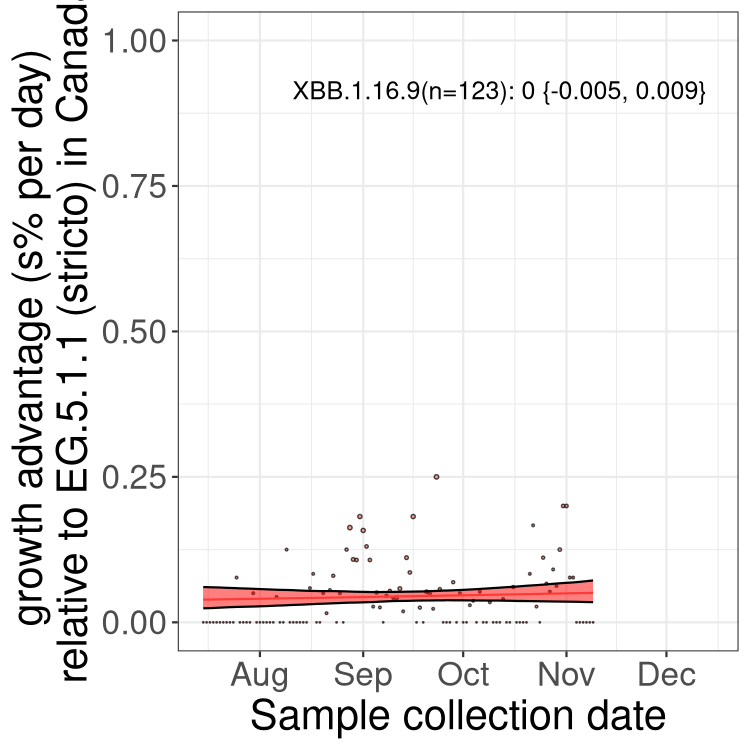 growth advantage (s% per day)
relative to EG.5.1.1 (stricto) in Canada
1.00
0.75
0.50
0.25
0.00
XBB.1.16.9(n=123): 0 {-0.005, 0.009}
Aug Sep Oct Nov Dec
Sample collection date